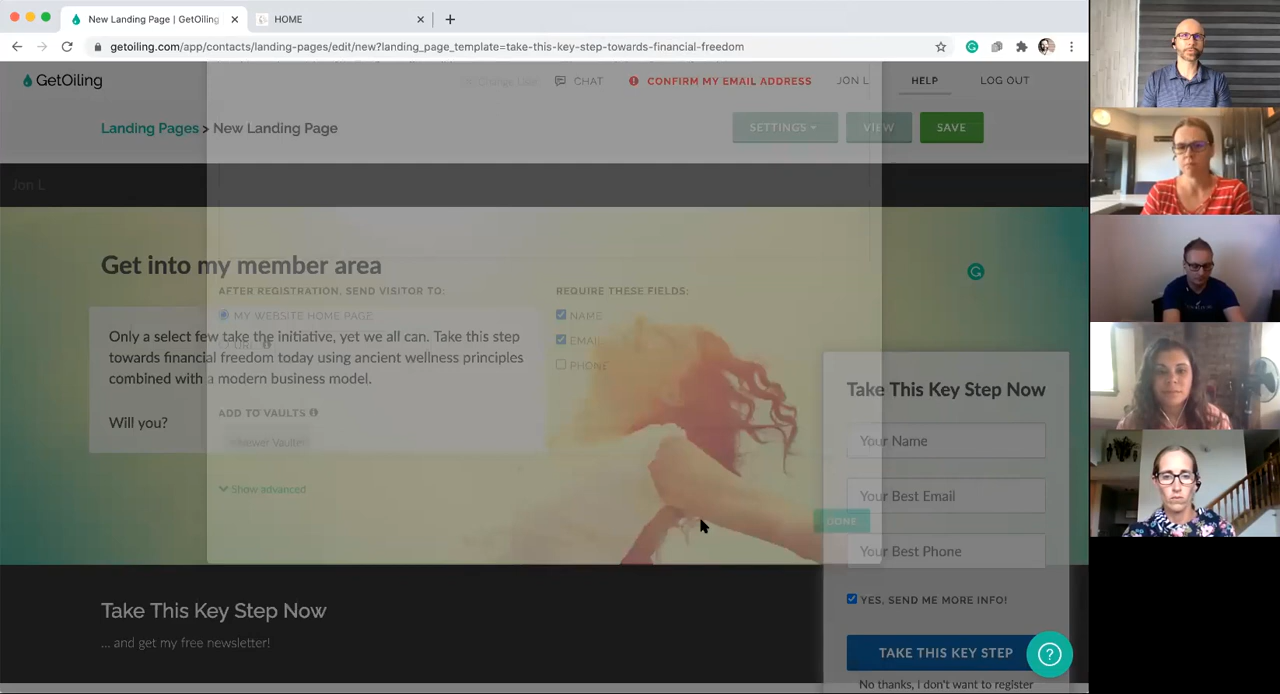 New Landing Page | GetOiling
HOME
getoiling.com/app/contacts/landing-pages/edit/new?landing_page_template=take-this-key-step-towards-financial-freedom
GetOiling
CHAT
CONFIRM MY EMAIL ADDRESS
JON L
HELP
LOG OUT
Landing Pages > New Landing Page
SETTINGS
VIEW
SAVE
Jon L
Get into my member area
AFTER REGISTRATION, SEND VISITOR TO:
REQUIRE THESE FIELDS:
MY WEBSITE HOME PAGE
NAME
URL
EMAIL
PHONE
Only a select few take the initiative, yet we all can. Take this step
towards financial freedom today using ancient wellness principles
combined with a modern business model.
Will you?
ADD TO VAULTS
Show advanced
DONE
Take This Key Step Now
Your Name
Your Best Email
Your Best Phone
YES, SEND ME MORE INFO!
TAKE THIS KEY STEP
No thanks, I don't want to register
Take This Key Step Now
... and get my free newsletter!